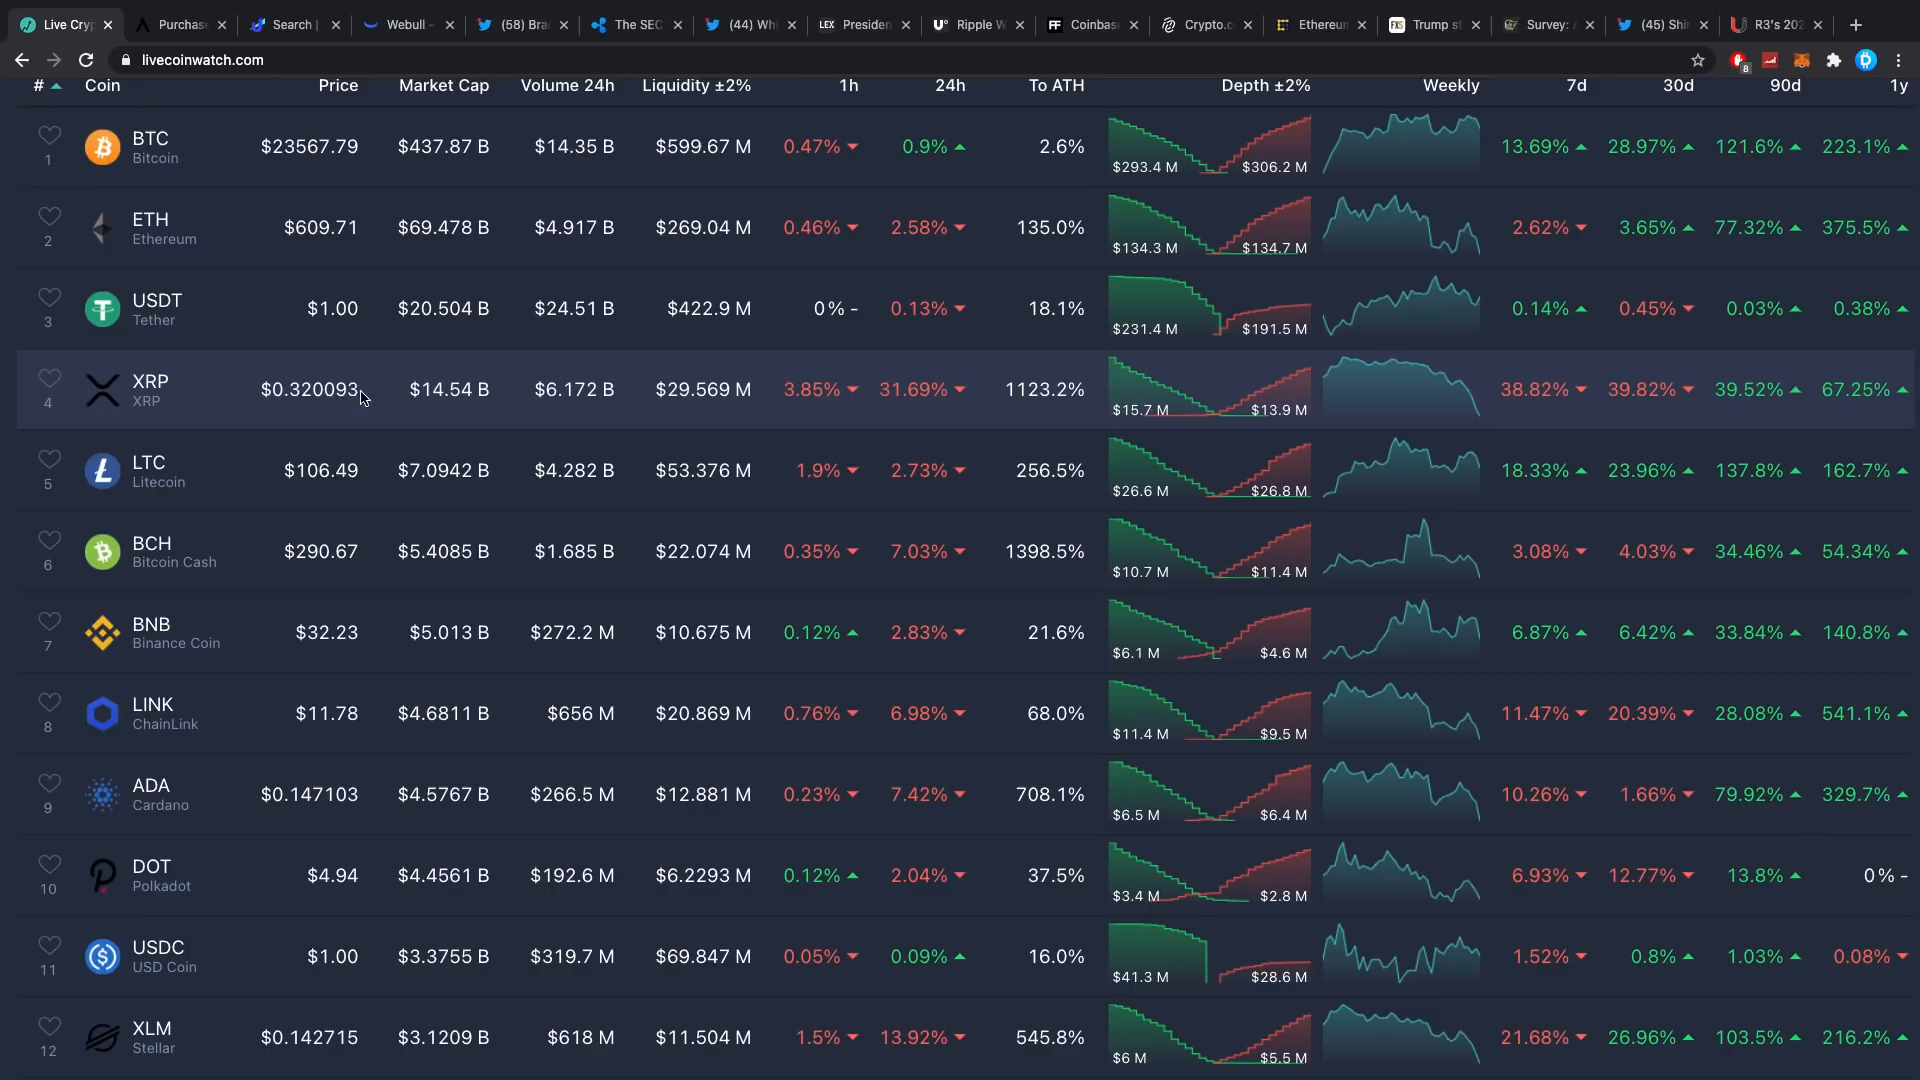 Live Cryp
Purchase
Search |
Webull -
(58) Bra
The SEC
(44) Whi
LEX Presiden
Ripple W
FF Coinbas
Crypto.c
Ethereum
FXS Trump st
Survey: A
(45) Shi
R3's 202
livecoinwatch.com
8
# Coin Price Market Cap Volume 24h Liquidity ±2% 1h 24h To ATH Depth ±2% Weekly 7d 30d 90d 1y
1 BTC Bitcoin $23567.79 $437.87 B $14.35 B $599.67 M 0.47% 0.9% 2.6% $293.4 M $306.2 M 13.69% 28.97% 121.6% 223.1%
2 ETH Ethereum $609.71 $69.478 B $4.917 B $269.04 M 0.46% 2.58% 135.0% $134.3 M $134.7 M 2.62% 3.65% 77.32% 375.5%
3 USDT Tether $1.00 $20.504 B $24.51 B $422.9 M 0% - 0.13% 18.1% $231.4 M $191.5 M 0.14% 0.45% 0.03% 0.38%
4 XRP XRP $0.320093 $14.54 B $6.172 B $29.569 M 3.85% 31.69% 1123.2% $15.7 M $13.9 M 38.82% 39.82% 39.52% 67.25%
5 LTC Litecoin $106.49 $7.0942 B $4.282 B $53.376 M 1.9% 2.73% 256.5% $26.6 M $26.8 M 18.33% 23.96% 137.8% 162.7%
6 BCH Bitcoin Cash $290.67 $5.4085 B $1.685 B $22.074 M 0.35% 7.03% 1398.5% $10.7 M $11.4 M 3.08% 4.03% 34.46% 54.34%
7 BNB Binance Coin $32.23 $5.013 B $272.2 M $10.675 M 0.12% 2.83% 21.6% $6.1 M $4.6 M 6.87% 6.42% 33.84% 140.8%
8 LINK ChainLink $11.78 $4.6811 B $656 M $20.869 M 0.76% 6.98% 68.0% $11.4 M $9.5 M 11.47% 20.39% 28.08% 541.1%
9 ADA Cardano $0.147103 $4.5767 B $266.5 M $12.881 M 0.23% 7.42% 708.1% $6.5 M $6.4 M 10.26% 1.66% 79.92% 329.7%
10 DOT Polkadot $4.94 $4.4561 B $192.6 M $6.2293 M 0.12% 2.04% 37.5% $3.4 M $2.8 M 6.93% 12.77% 13.8% 0% -
11 USDC USD Coin $1.00 $3.3755 B $319.7 M $69.847 M 0.05% 0.09% 16.0% $41.3 M $28.6 M 1.52% 0.8% 1.03% 0.08%
12 XLM Stellar $0.142715 $3.1209 B $618 M $11.504 M 1.5% 13.92% 545.8% $6 M $5.5 M 21.68% 26.96% 103.5% 216.2%